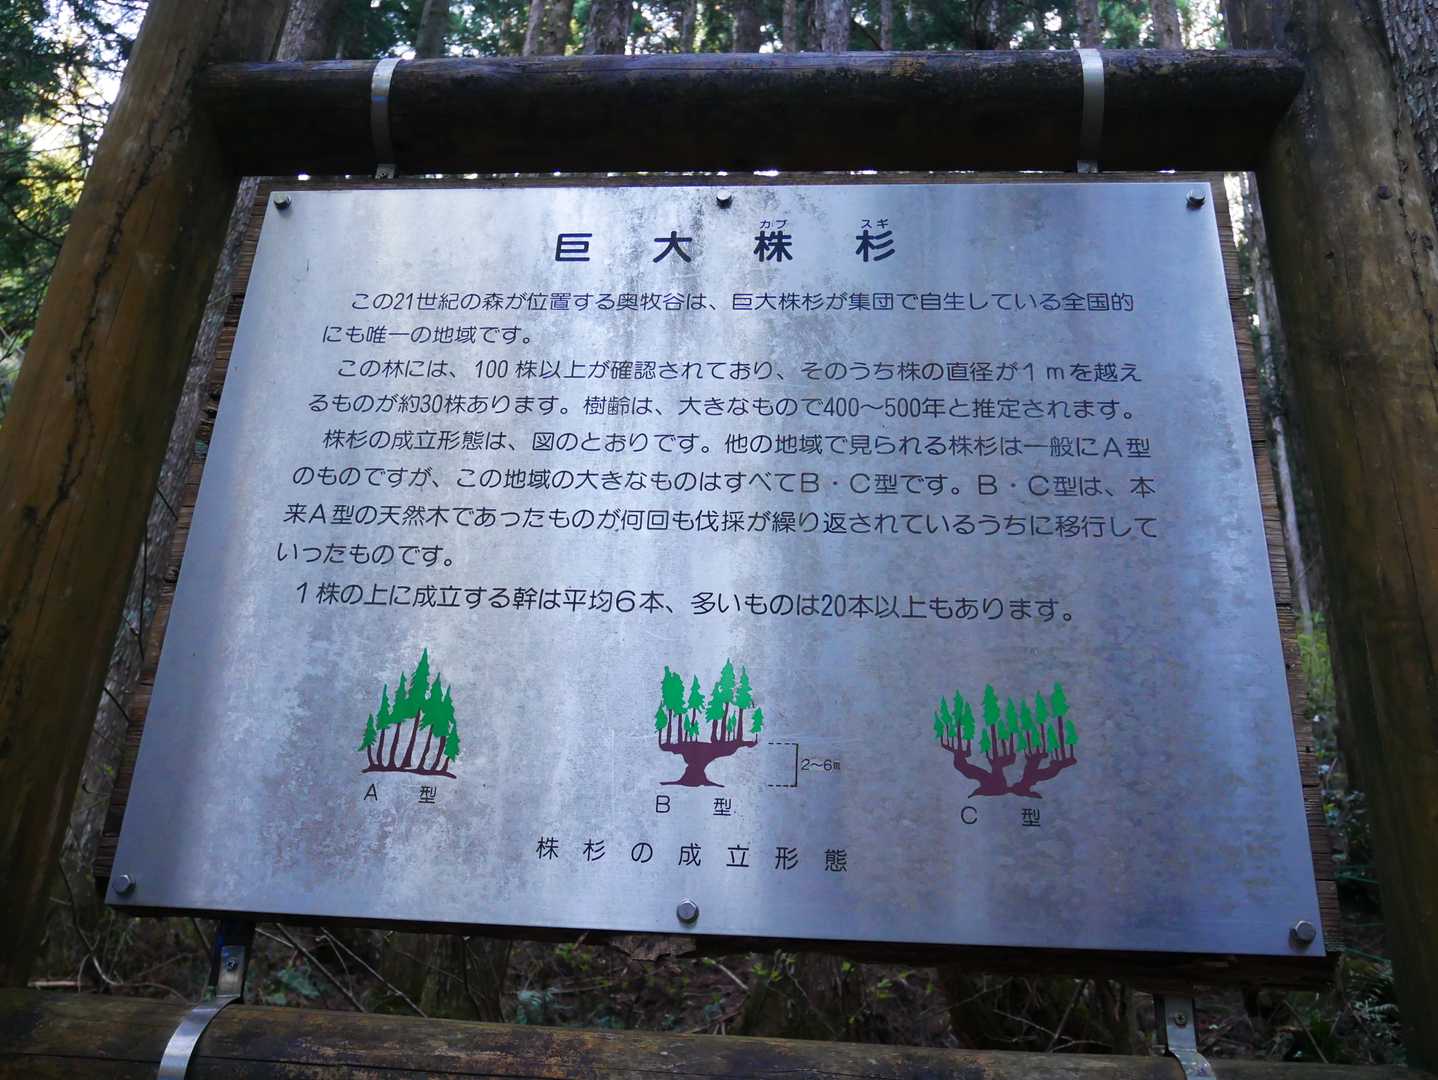 カブ スギ
巨大株杉
この21世紀の森が位置する奥牧谷は、巨大株杉が集団で自生している全国的
にも唯一の地域です。
この林には、100株以上が確認されており、そのうち株の直径が1mを越え
るものが約30株あります。樹齢は、大きなもので400～500年と推定されます。
株杉の成立形態は、図のとおりです。他の地域で見られる株杉は一般にA型
のものですが、この地域の大きなものはすべてB・C型です。B・C型は、本
来A型の天然木であったものが何回も伐採が繰り返されているうちに移行して
いったものです。
1株の上に成立する幹は平均6本、多いものは20本以上もあります。
2～6m
A型
B型
C型
株杉の成立形態